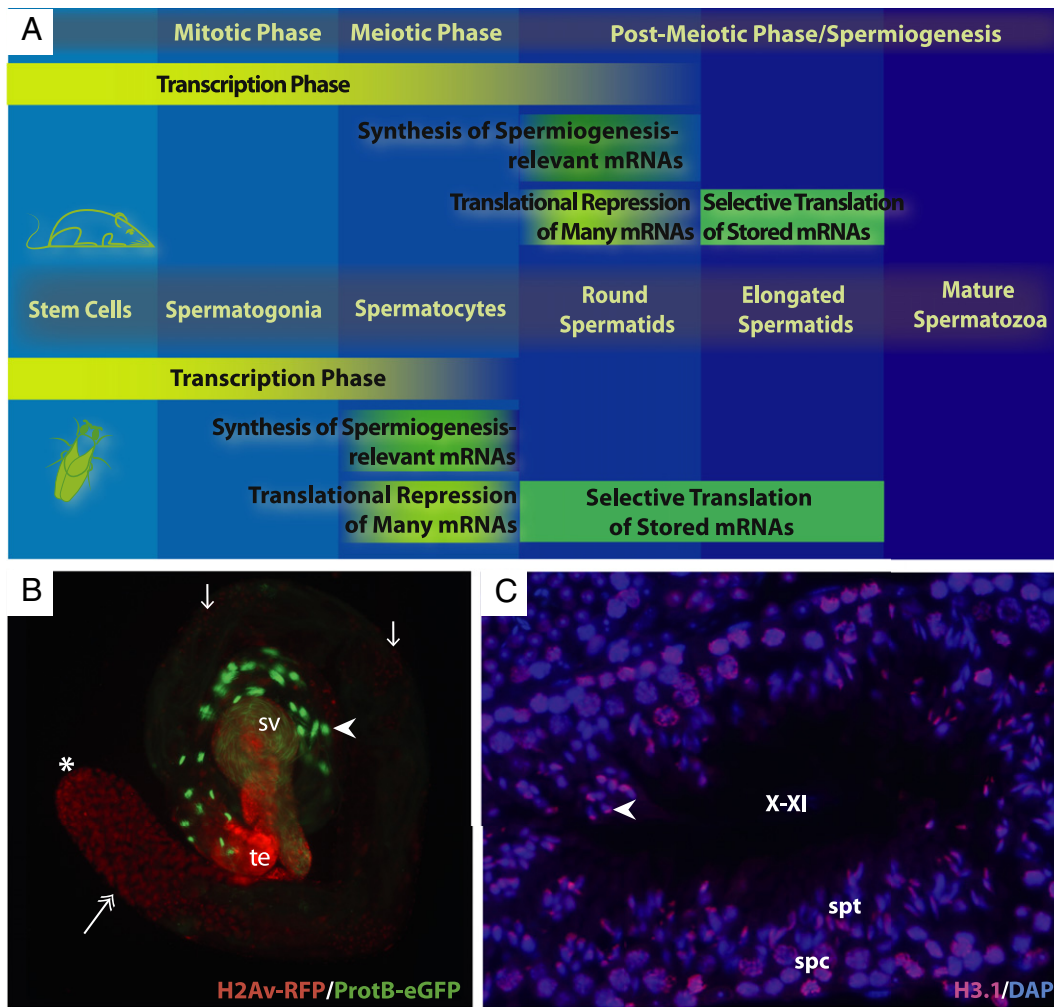 A
Mitotic Phase
Meiotic Phase
Post-Meiotic Phase/Spermiogenesis
Transcription Phase
Synthesis of Spermiogenesis-
relevant mRNAs
Translational Repression
of Many mRNAs
Selective Translation
of Stored mRNAs
Stem Cells
Spermatogonia
Spermatocytes
Round
Spermatids
Elongated
Spermatids
Mature
Spermatozoa
Transcription Phase
Synthesis of Spermiogenesis-
relevant mRNAs
Translational Repression
of Many mRNAs
Selective Translation
of Stored mRNAs
B
*
sv
te
H2Av-RFP/ProtB-eGFP
C
X-XI
spt
spc
H3.1/DAP